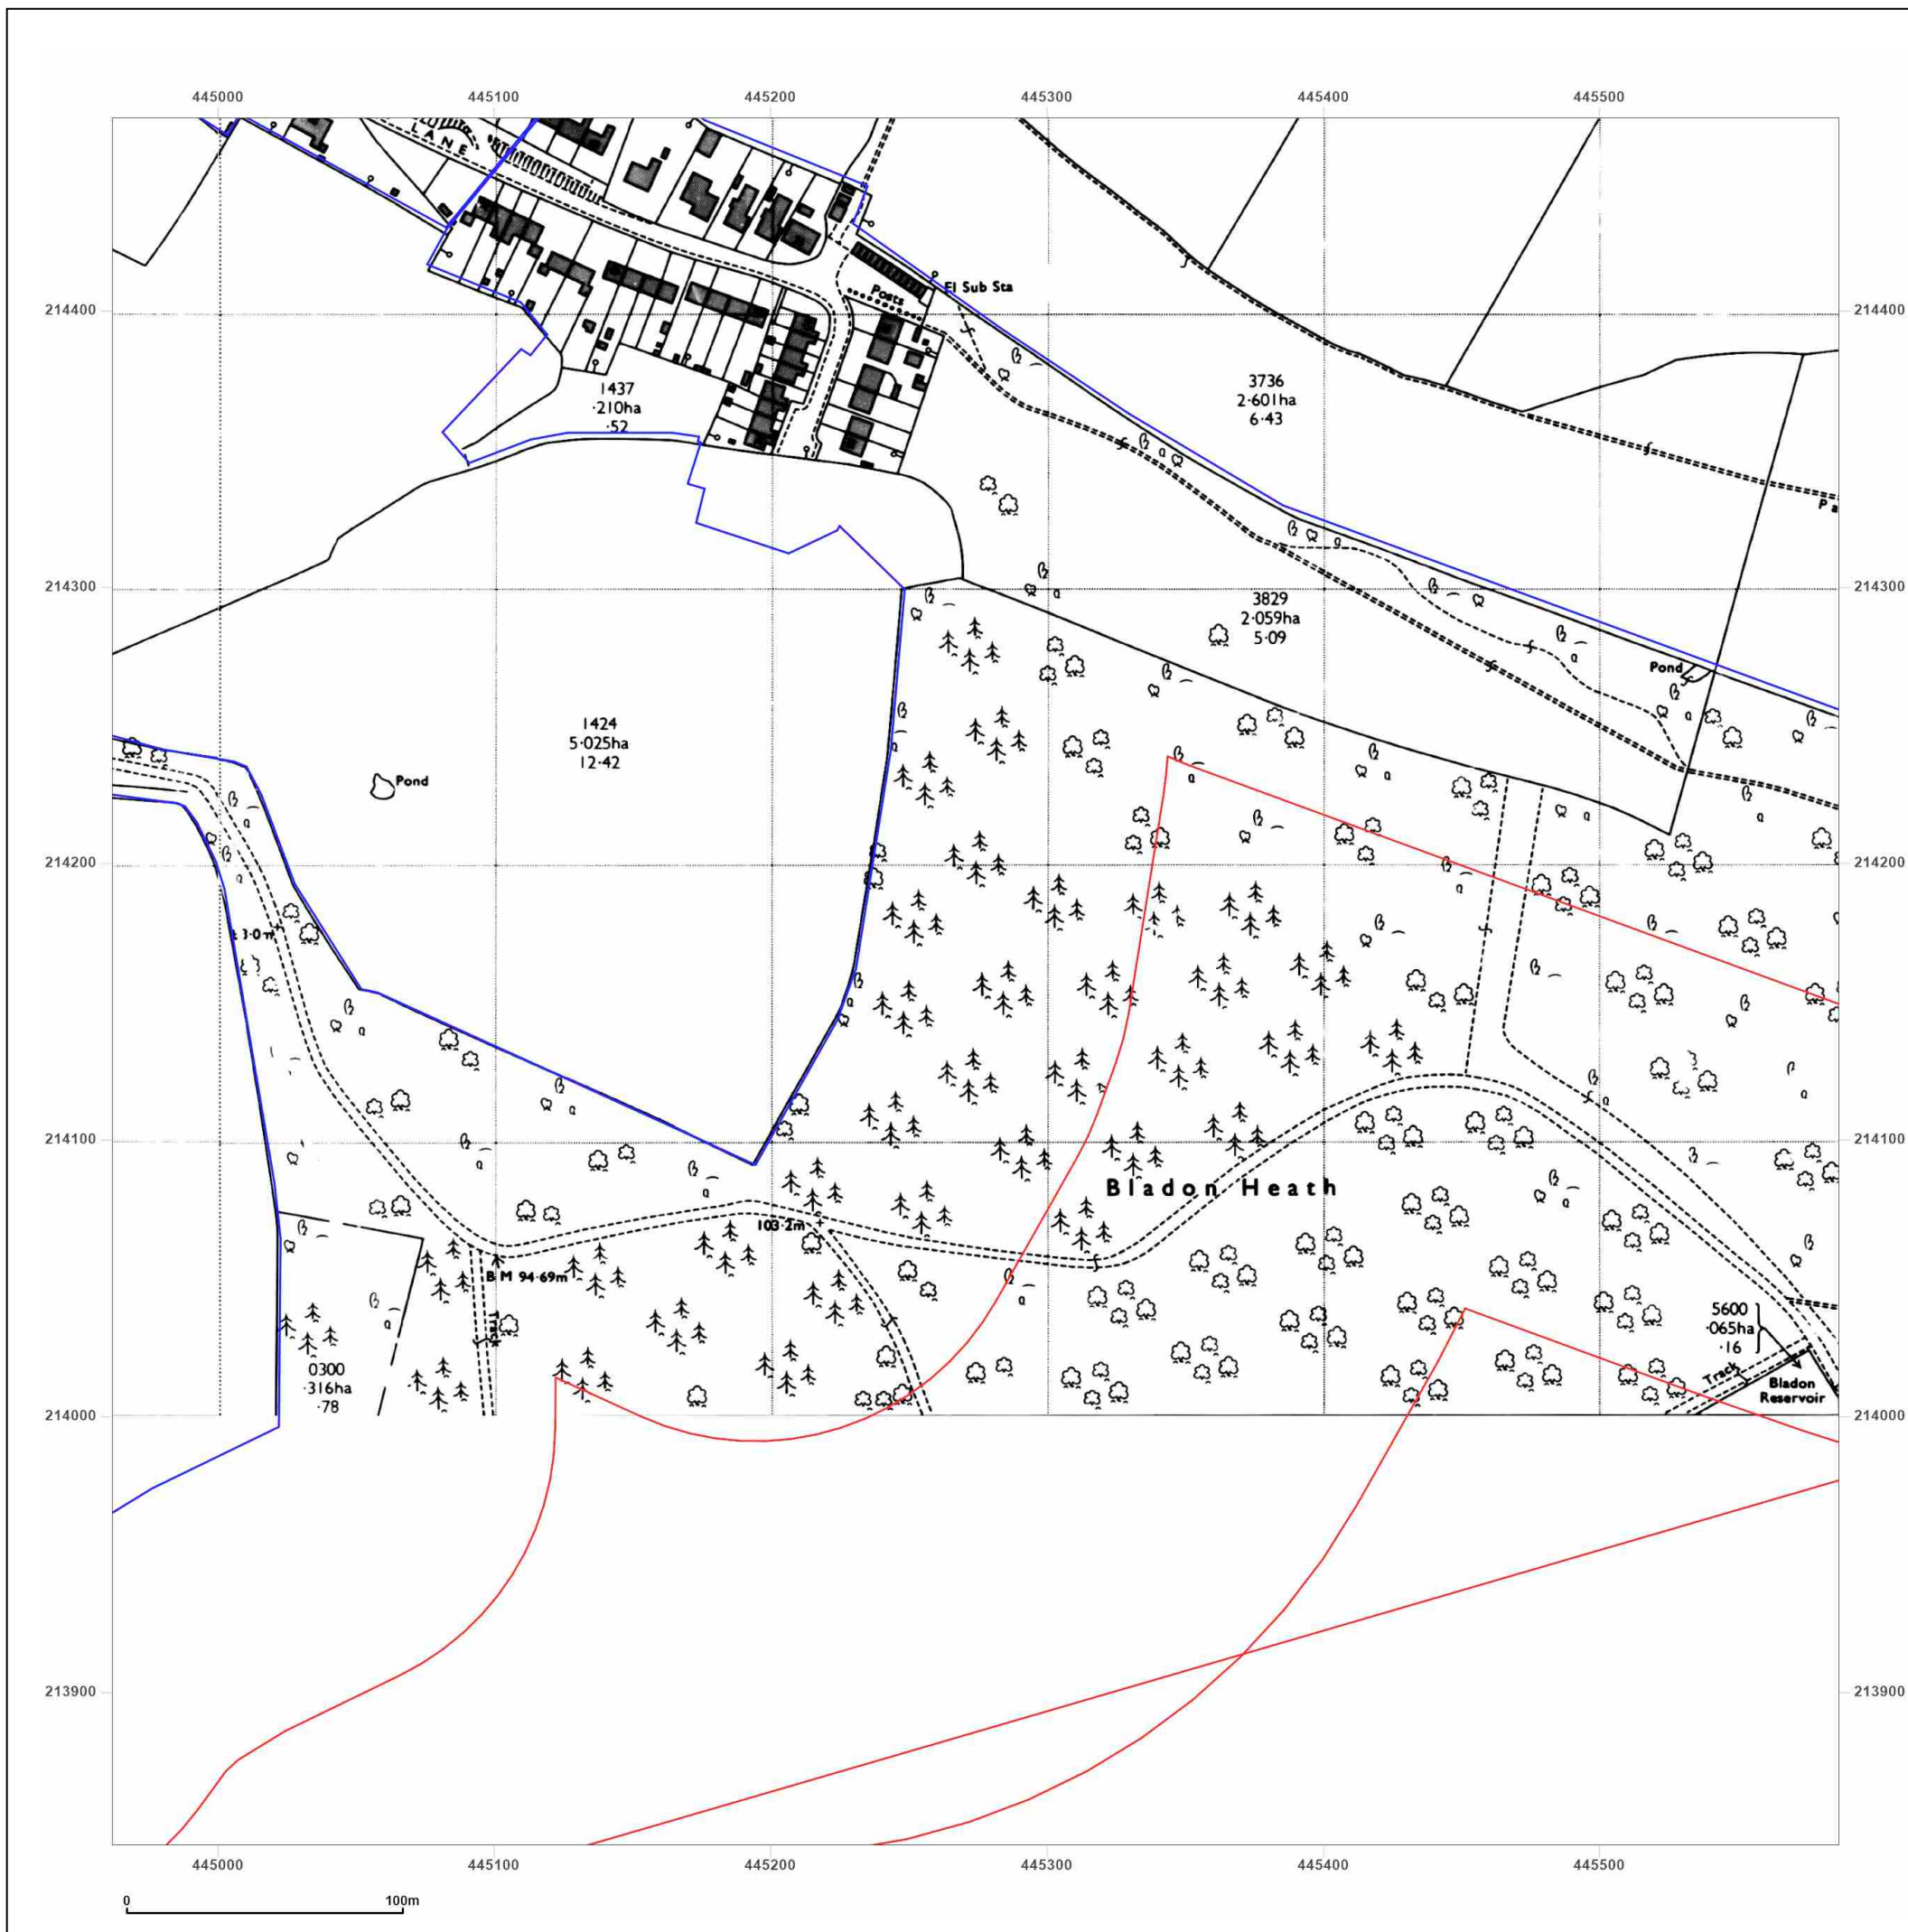 445000 445100 445200 445300 445400 445500
LANE
El Sub Sta
Posts
214400 214400
1437
·210ha
·52
3736
2·601ha
6·43
214300 214300
3829
2·059ha
5·09
Pond
1424
5·025ha
12·42
Pond
214200 214200
214100 214100
Bladon Heath
103·2m
B M 94·69m
Track
5600
·065ha
·16
Track
Bladon
Reservoir
0300
·316ha
·78
214000 214000
213900 213900
445000 445100 445200 445300 445400 445500
0 100m